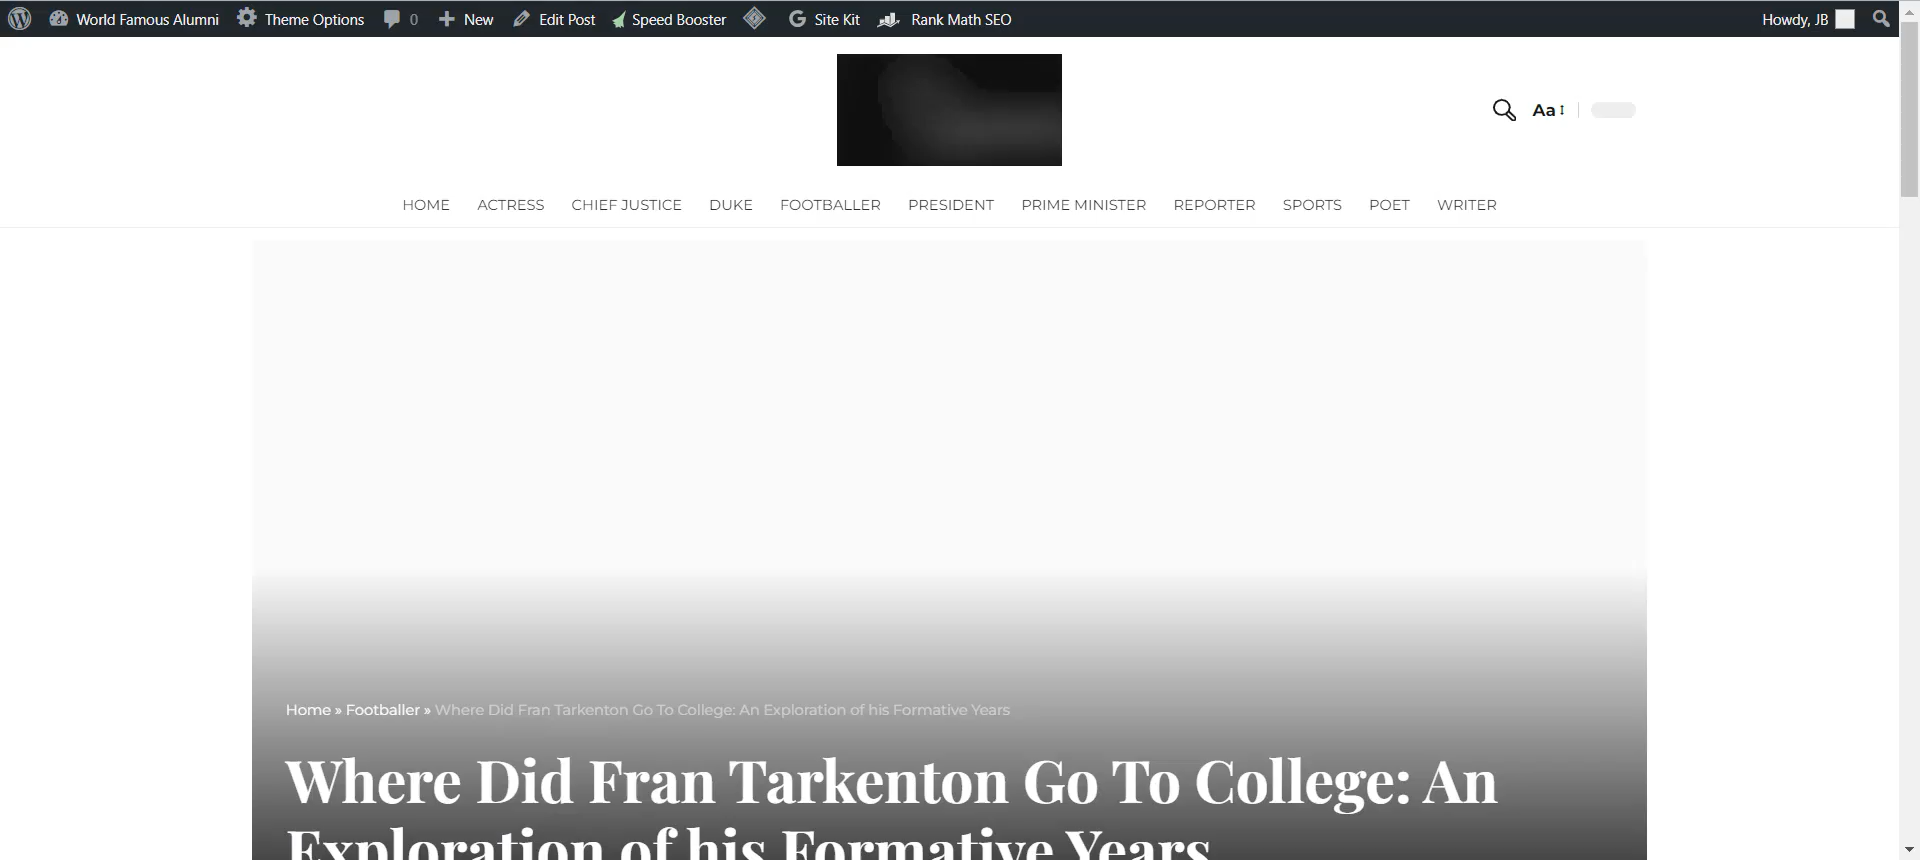 World Famous Alumni Theme Options 0 New Edit Post Speed Booster Site Kit Rank Math SEO Howdy, JB
Aa
HOME ACTRESS CHIEF JUSTICE DUKE FOOTBALLER PRESIDENT PRIME MINISTER REPORTER SPORTS POET WRITER
Home » Footballer » Where Did Fran Tarkenton Go To College: An Exploration of his Formative Years
Where Did Fran Tarkenton Go To College: An
Exploration of his Formative Years